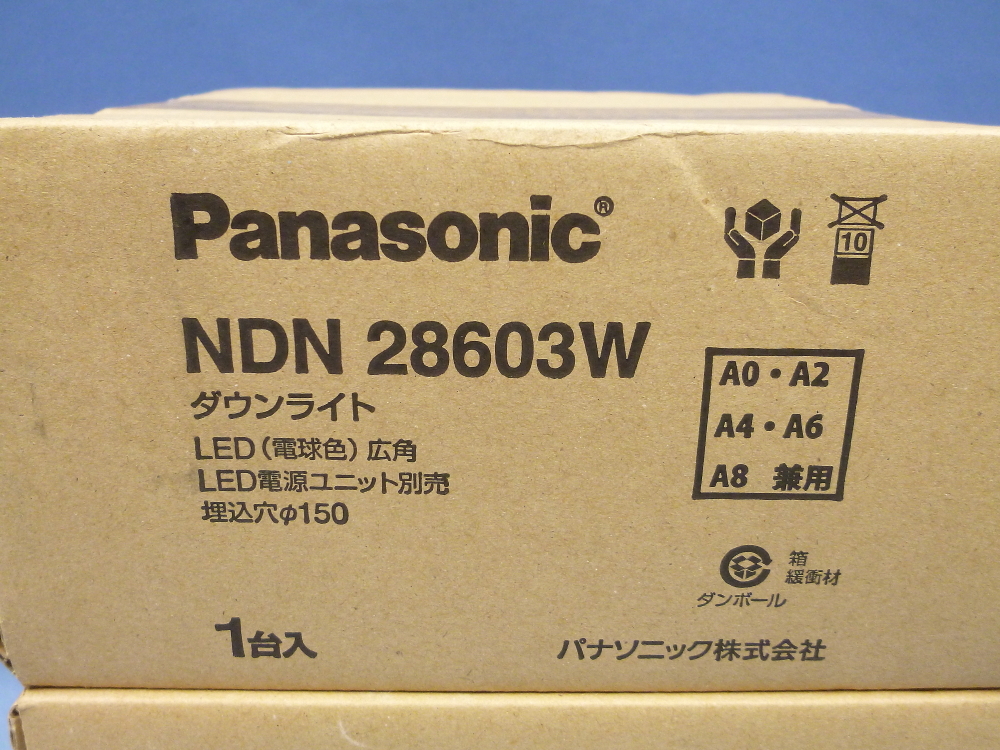 Panasonic®
10
NDN 28603W
ダウンライト
LED（電球色）広角
LED電源ユニット別売
埋込穴φ150
A0・A2
A4・A6
A8 兼用
箱
緩衝材
ダンボール
1台入
パナソニック株式会社